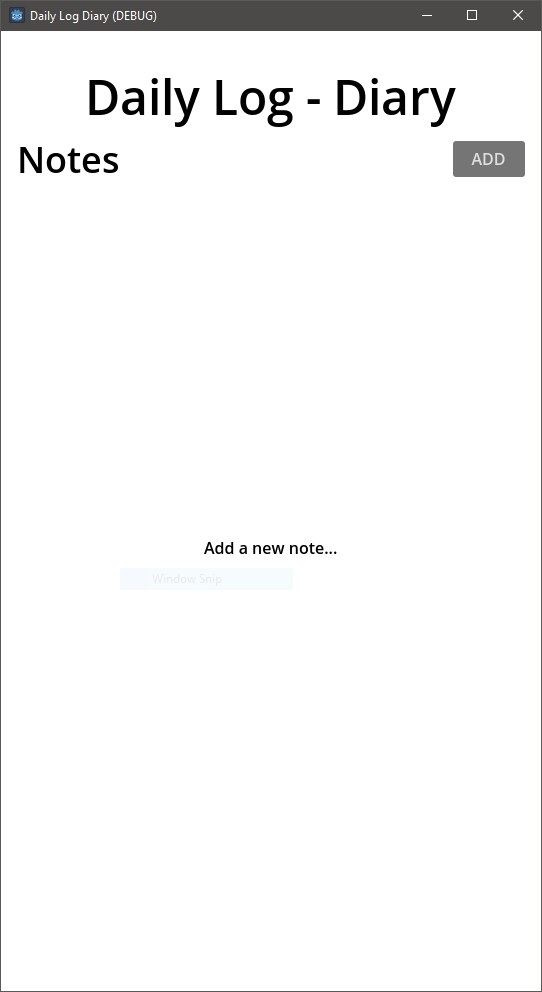 Daily Log Diary (DEBUG)
Daily Log - Diary
Notes
ADD
Add a new note...
Window Snip